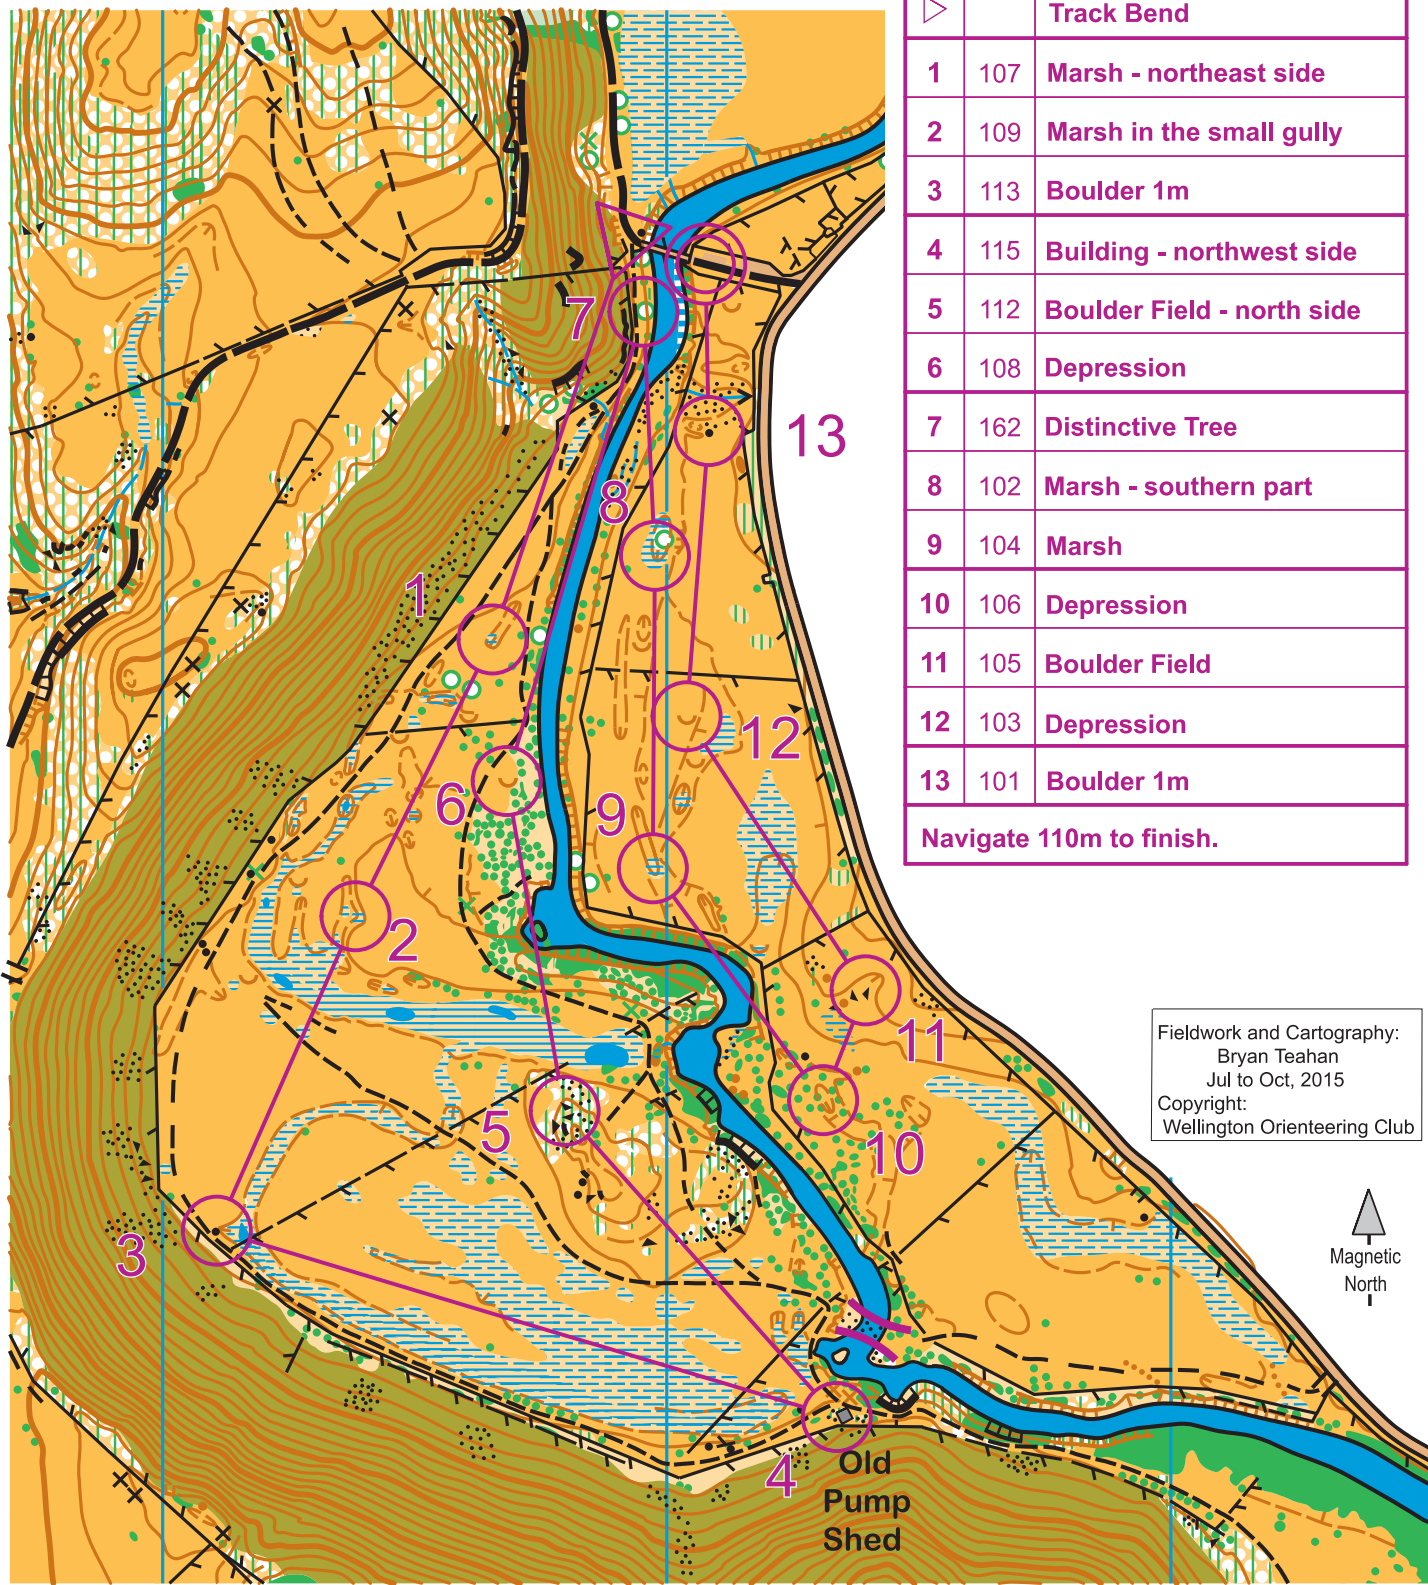 Track Bend
1 107 Marsh - northeast side
2 109 Marsh in the small gully
3 113 Boulder 1m
4 115 Building - northwest side
5 112 Boulder Field - north side
6 108 Depression
7 162 Distinctive Tree
8 102 Marsh - southern part
9 104 Marsh
10 106 Depression
11 105 Boulder Field
12 103 Depression
13 101 Boulder 1m
Navigate 110m to finish.
7
13
8
1
12
6
9
2
11
5
10
3
4
Old
Pump
Shed
Fieldwork and Cartography:
Bryan Teahan
Jul to Oct, 2015
Copyright:
Wellington Orienteering Club
Magnetic
North